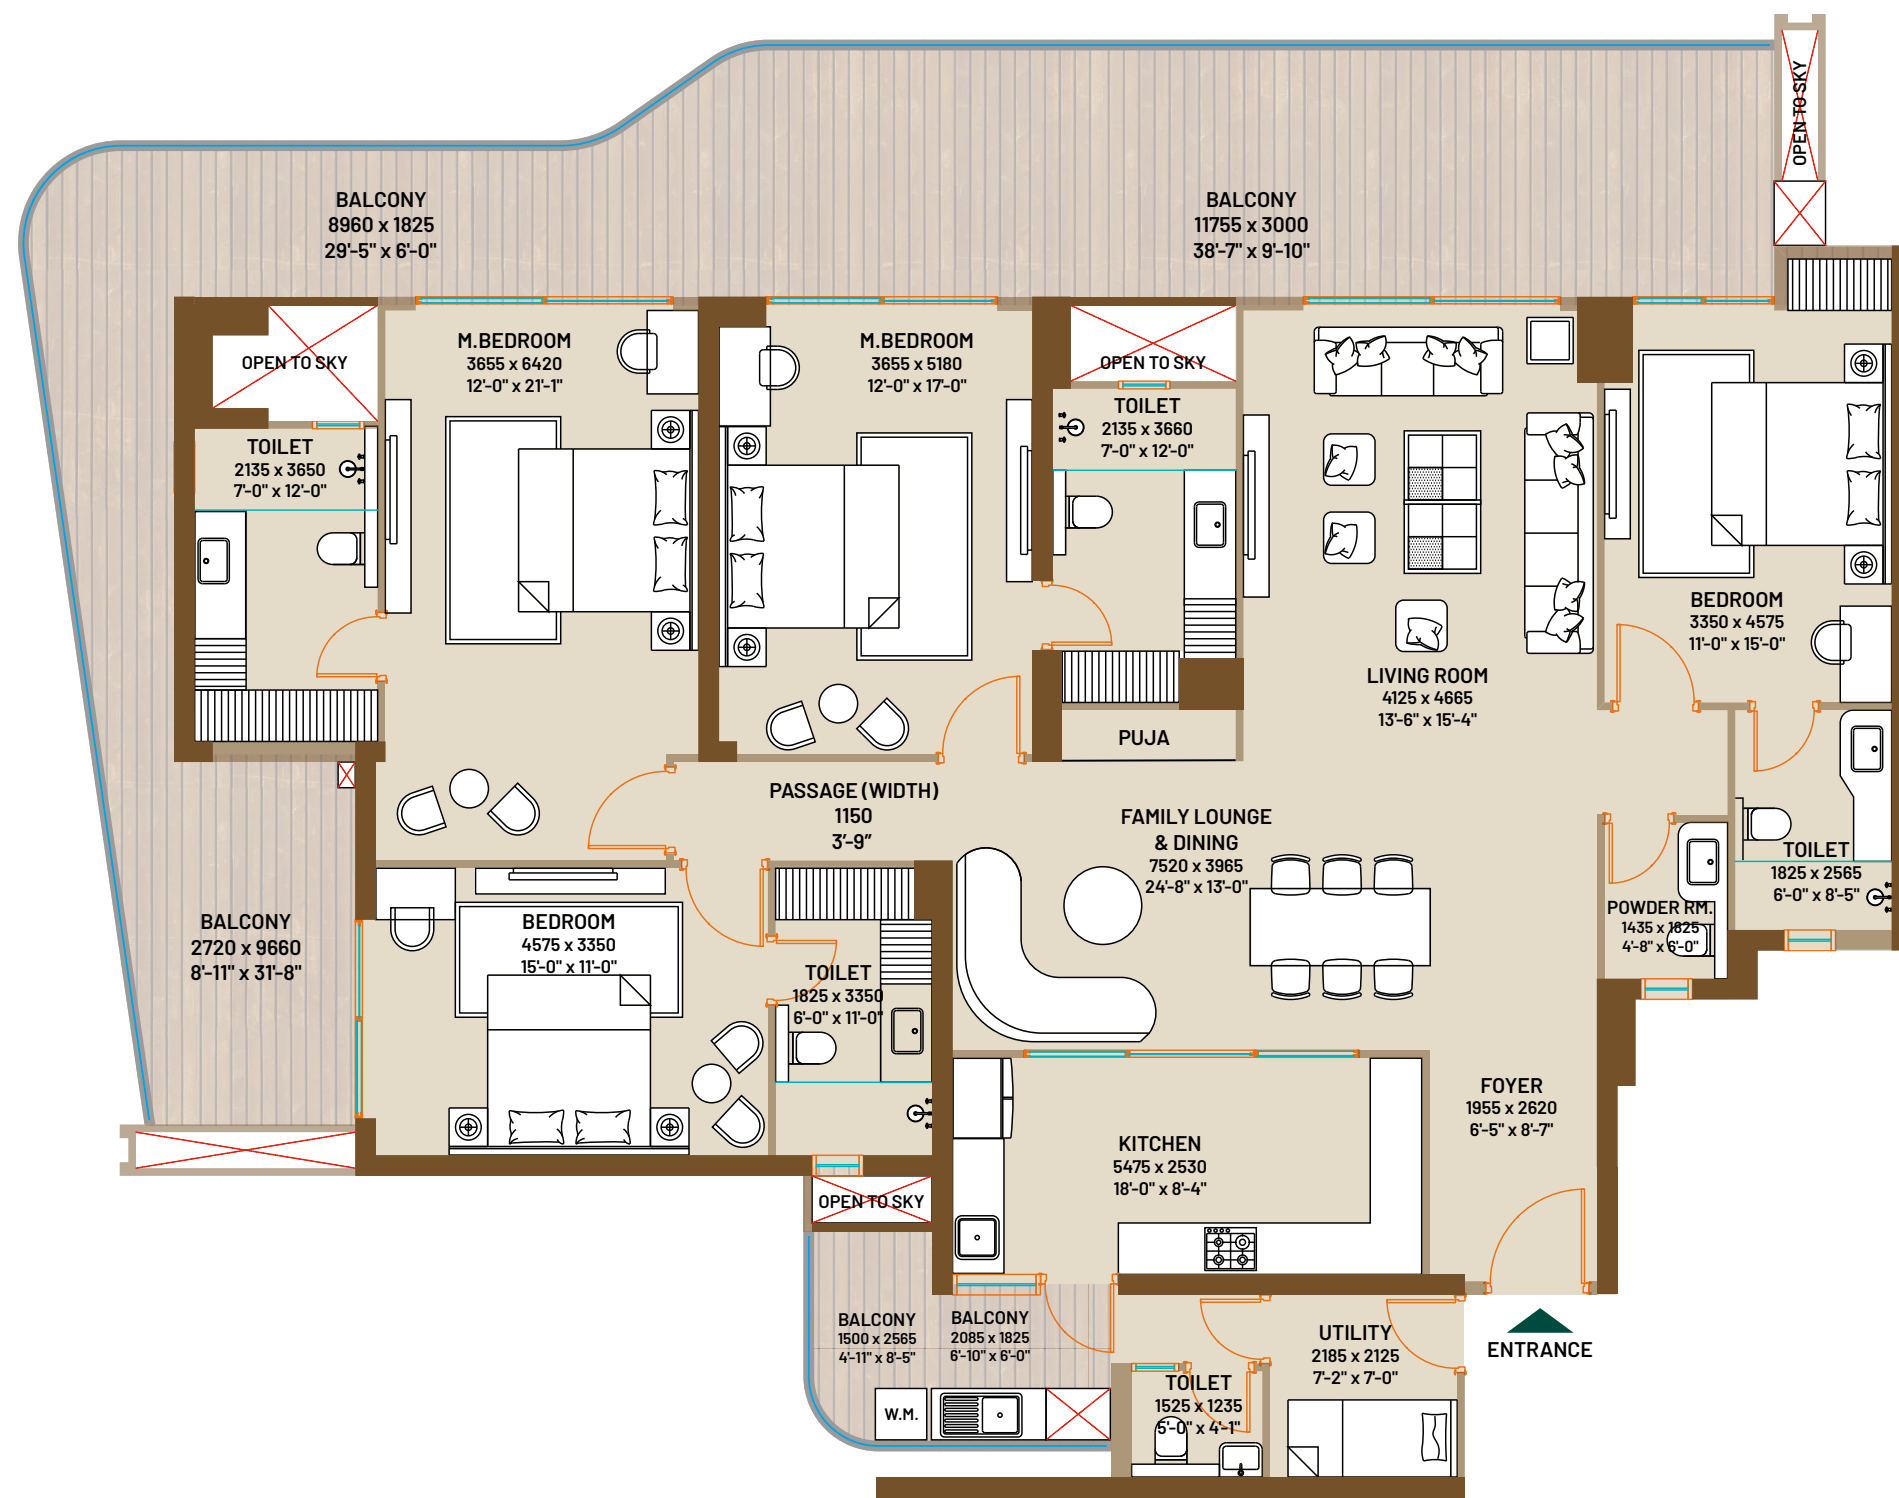 OPEN TO SKY
BALCONY
8960 x 1825
29'-5" x 6'-0"
BALCONY
11755 x 3000
38'-7" x 9'-10"
OPEN TO SKY
M.BEDROOM
3655 x 6420
12'-0" x 21'-1"
M.BEDROOM
3655 x 5180
12'-0" x 17'-0"
OPEN TO SKY
TOILET
2135 x 3660
7'-0" x 12'-0"
TOILET
2135 x 3650
7'-0" x 12'-0"
BEDROOM
3350 x 4575
11'-0" x 15'-0"
LIVING ROOM
4125 x 4665
13'-6" x 15'-4"
PUJA
PASSAGE (WIDTH)
1150
3'-9”
FAMILY LOUNGE
& DINING
7520 x 3965
24'-8" x 13'-0"
TOILET
1825 x 2565
6'-0" x 8'-5"
POWDER RM.
1435 x 1825
4'-8" x 6'-0"
BALCONY
2720 x 9660
8'-11" x 31'-8"
BEDROOM
4575 x 3350
15'-0" x 11'-0"
TOILET
1825 x 3350
6'-0" x 11'-0"
FOYER
1955 x 2620
6'-5" x 8'-7"
KITCHEN
5475 x 2530
18'-0" x 8'-4"
OPEN TO SKY
BALCONY
1500 x 2565
4'-11" x 8'-5"
BALCONY
2085 x 1825
6'-10" x 6'-0"
UTILITY
2185 x 2125
7'-2" x 7'-0"
ENTRANCE
TOILET
1525 x 1235
5'-0" x 4'-1"
W.M.